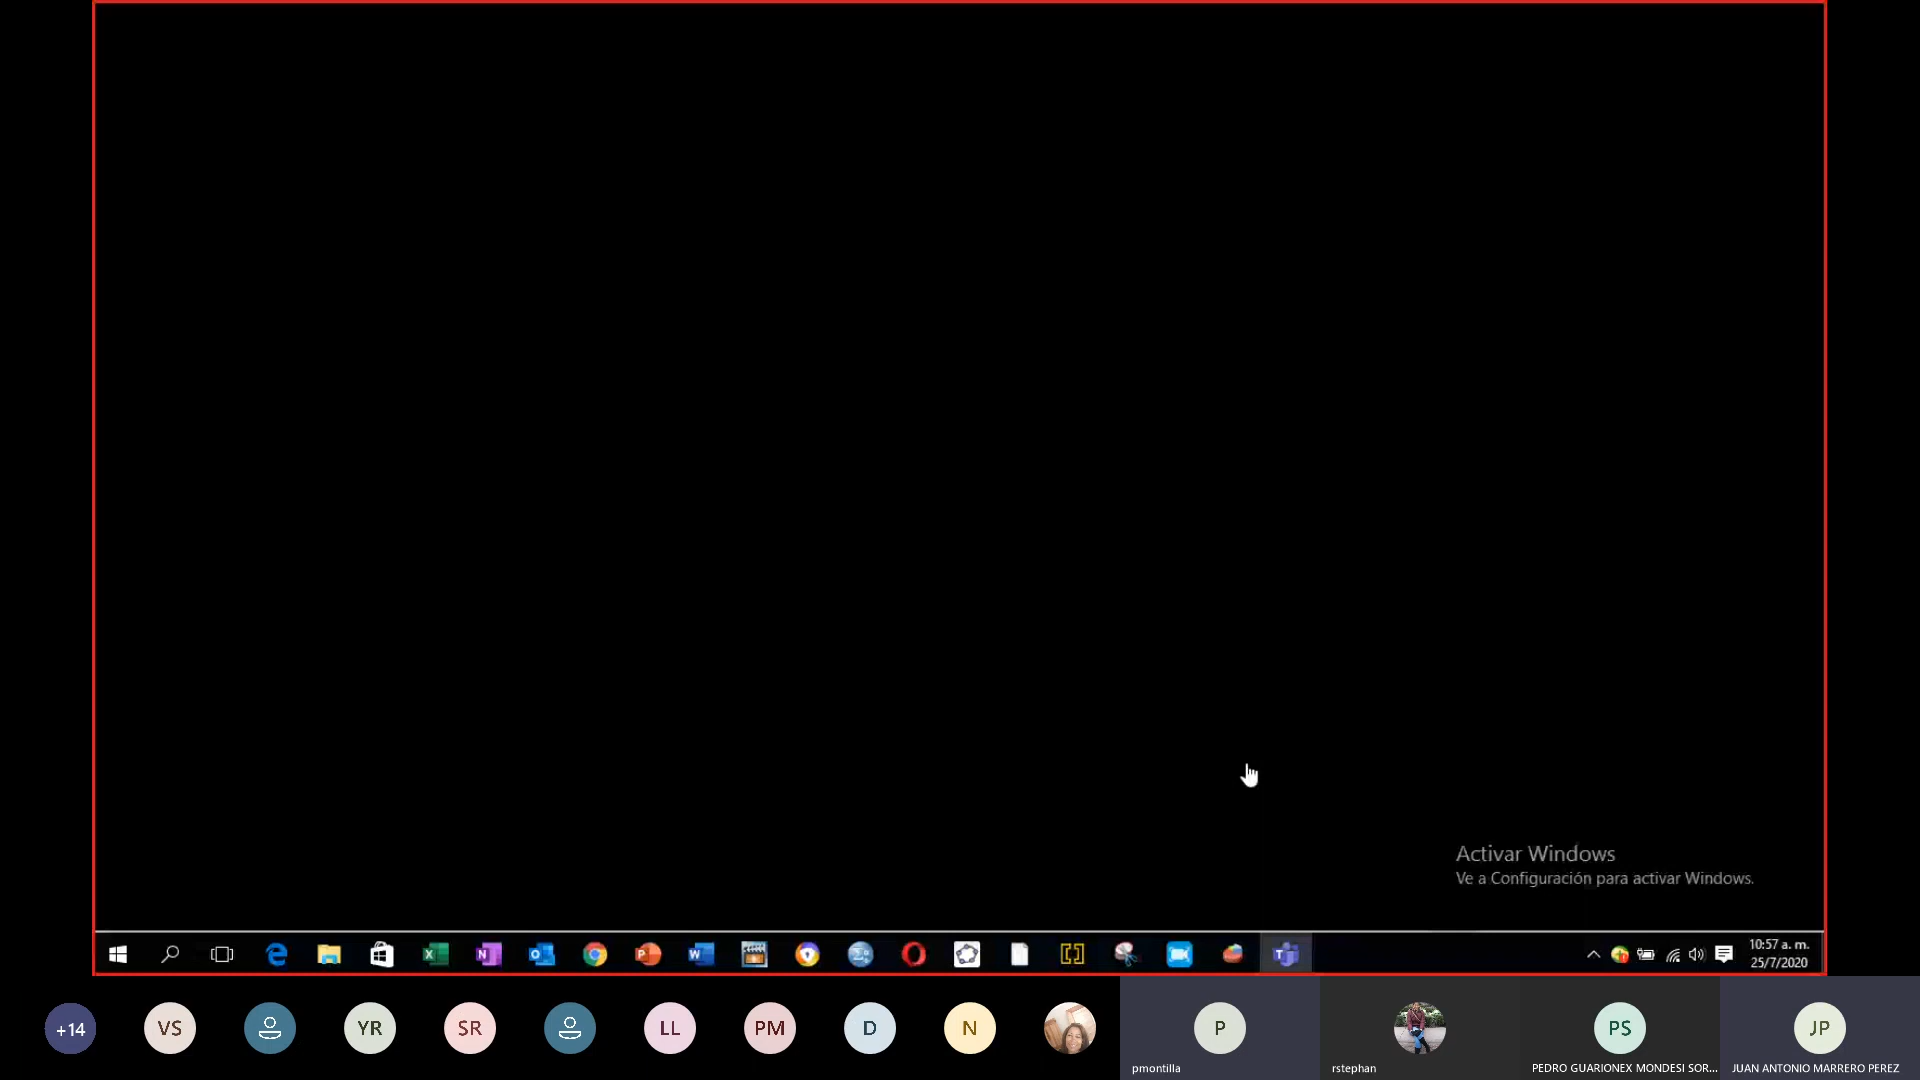 Activar Windows
Ve a Configuración para activar Windows.
10:57 a. m.
25/7/2020
+14
VS
YR
SR
LL
PM
D
N
P
PS
JP
pmontilla
rstephan
PEDRO GUARIONEX MONDESI SOR...
JUAN ANTONIO MARRERO PEREZ